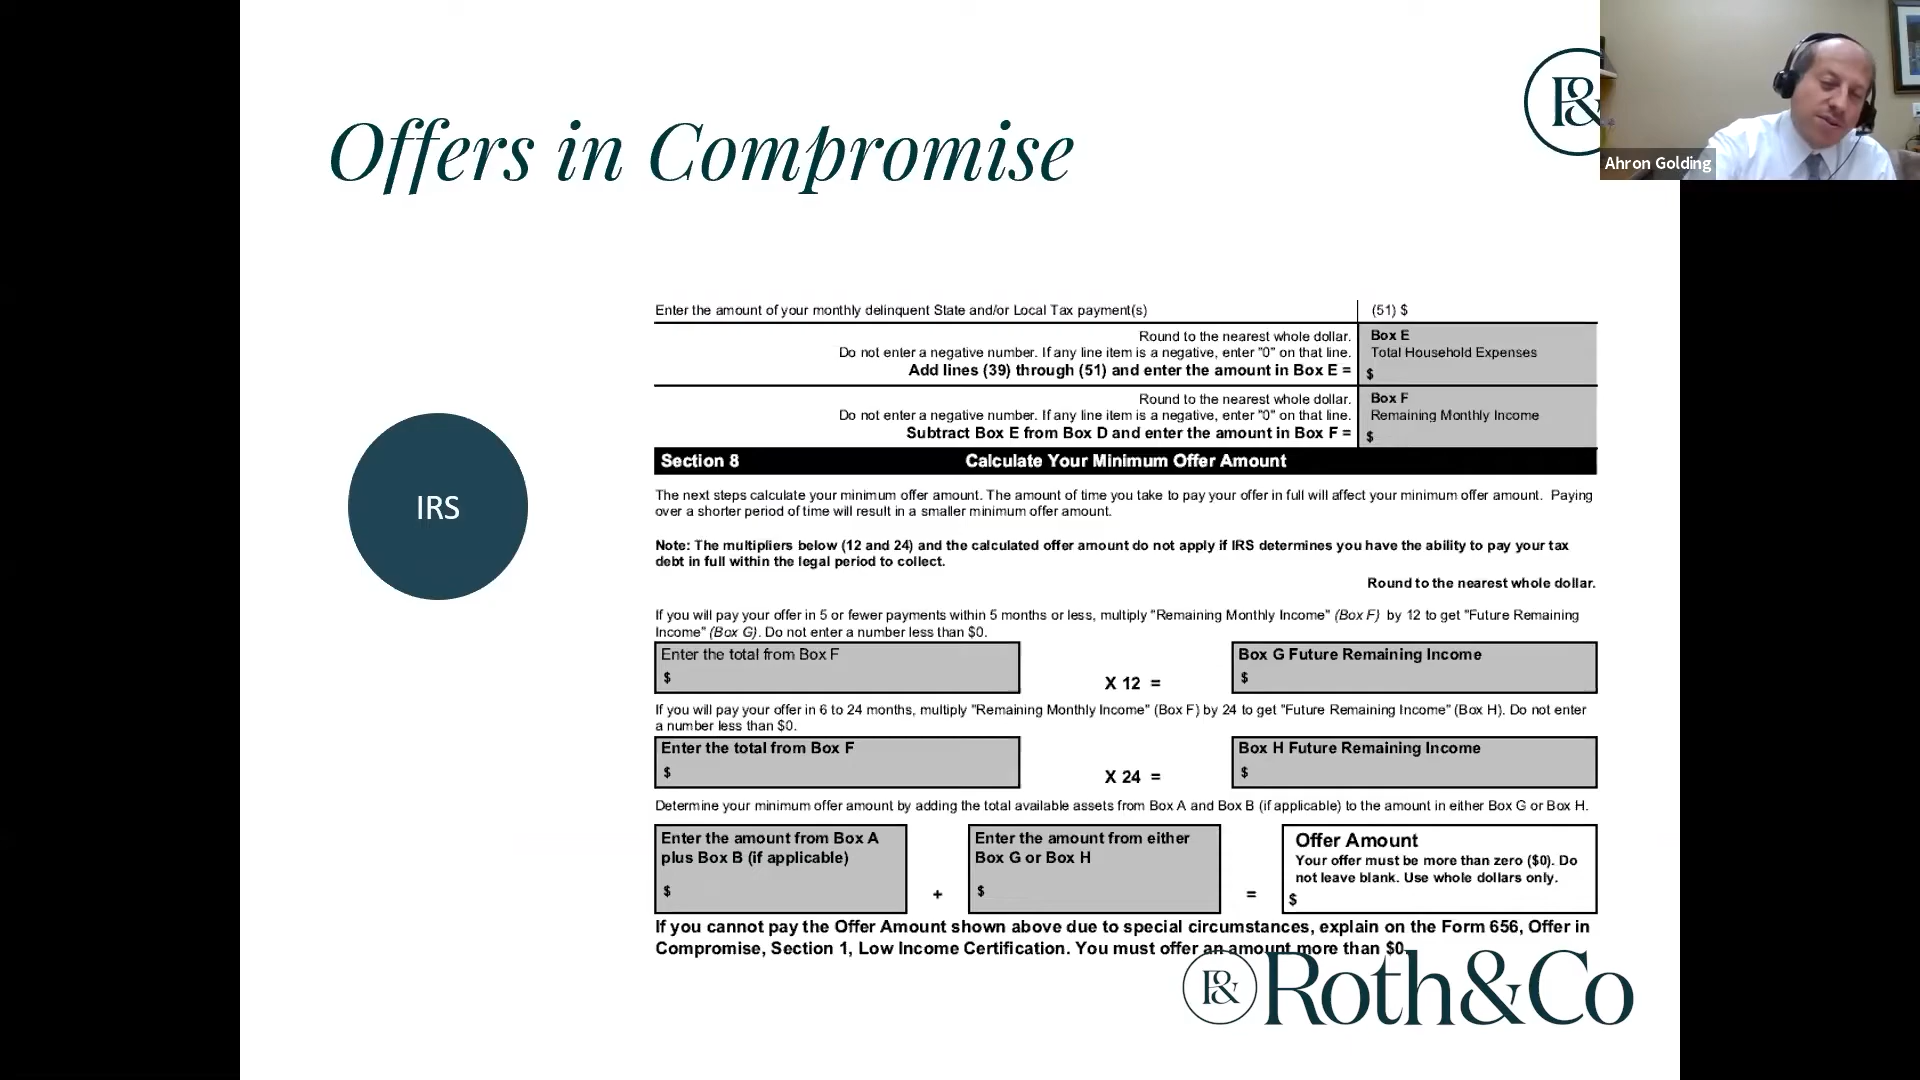 Offers in Compromise
Ahron Golding
IRS
Enter the amount of your monthly delinquent State and/or Local Tax payment(s)
(51) $
Round to the nearest whole dollar.
Do not enter a negative number. If any line item is a negative, enter "0" on that line.
Add lines (39) through (51) and enter the amount in Box E =
Box E
Total Household Expenses
$
Round to the nearest whole dollar.
Do not enter a negative number. If any line item is a negative, enter "0" on that line.
Subtract Box E from Box D and enter the amount in Box F =
Box F
Remaining Monthly Income
$
Section 8 Calculate Your Minimum Offer Amount
The next steps calculate your minimum offer amount. The amount of time you take to pay your offer in full will affect your minimum offer amount. Paying
over a shorter period of time will result in a smaller minimum offer amount.
Note: The multipliers below (12 and 24) and the calculated offer amount do not apply if IRS determines you have the ability to pay your tax
debt in full within the legal period to collect.
Round to the nearest whole dollar.
If you will pay your offer in 5 or fewer payments within 5 months or less, multiply "Remaining Monthly Income" (Box F) by 12 to get "Future Remaining
Income" (Box G). Do not enter a number less than $0.
Enter the total from Box F
$
X 12 =
Box G Future Remaining Income
$
If you will pay your offer in 6 to 24 months, multiply "Remaining Monthly Income" (Box F) by 24 to get "Future Remaining Income" (Box H). Do not enter
a number less than $0.
Enter the total from Box F
$
X 24 =
Box H Future Remaining Income
$
Determine your minimum offer amount by adding the total available assets from Box A and Box B (if applicable) to the amount in either Box G or Box H.
Enter the amount from Box A
plus Box B (if applicable)
$
+
Enter the amount from either
Box G or Box H
$
=
Offer Amount
Your offer must be more than zero ($0). Do
not leave blank. Use whole dollars only.
$
If you cannot pay the Offer Amount shown above due to special circumstances, explain on the Form 656, Offer in
Compromise, Section 1, Low Income Certification. You must offer an amount more than $0.
R& Roth&Co